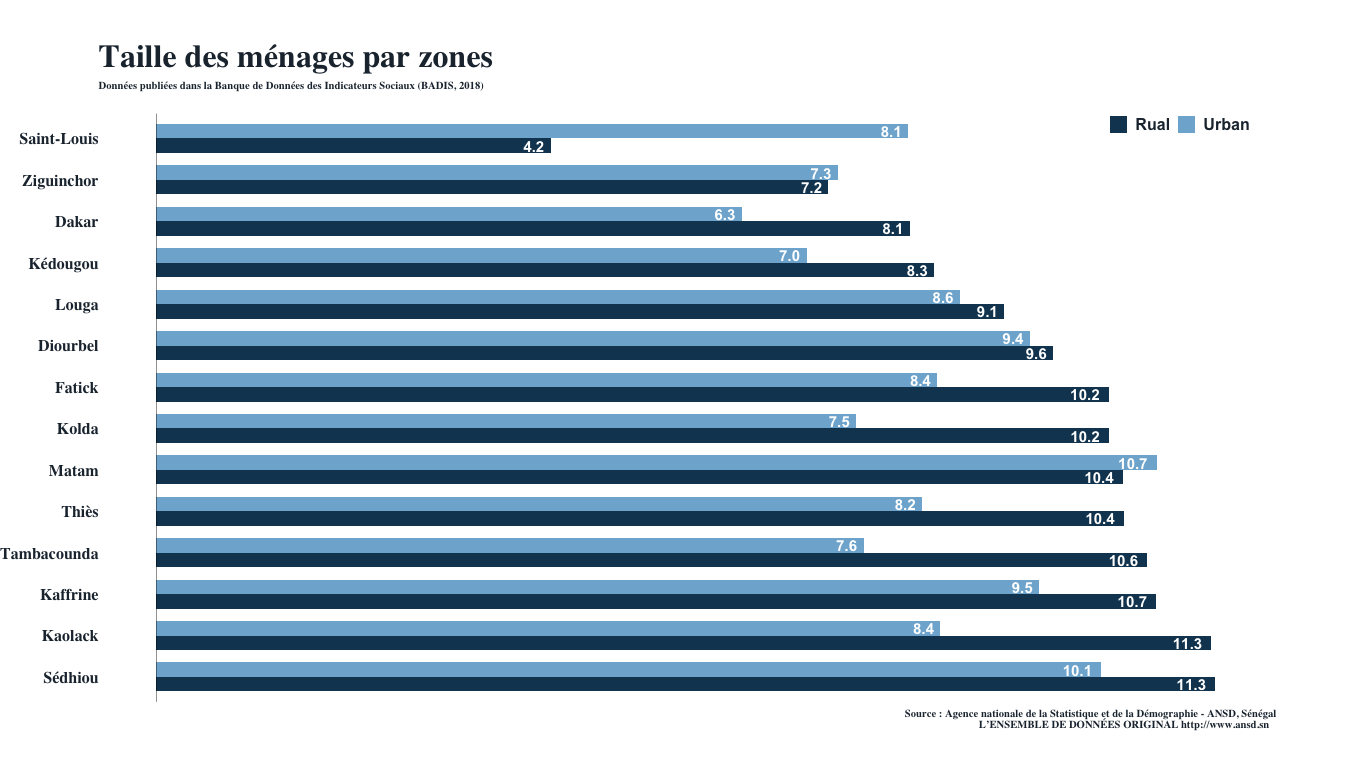 Taille des ménages par zones
Données publiées dans la Banque de Données des Indicateurs Sociaux (BADIS, 2018)
Rual Urban
Saint-Louis 8.1
4.2
Ziguinchor 7.3
7.2
Dakar 6.3
8.1
Kédougou 7.0
8.3
Louga 8.6
9.1
Diourbel 9.4
9.6
Fatick 8.4
10.2
Kolda 7.5
10.2
Matam 10.7
10.4
Thiès 8.2
10.4
Tambacounda 7.6
10.6
Kaffrine 9.5
10.7
Kaolack 8.4
11.3
Sédhiou 10.1
11.3
Source : Agence nationale de la Statistique et de la Démographie - ANSD, Sénégal
L'ENSEMBLE DE DONNÉES ORIGINAL http://www.ansd.sn